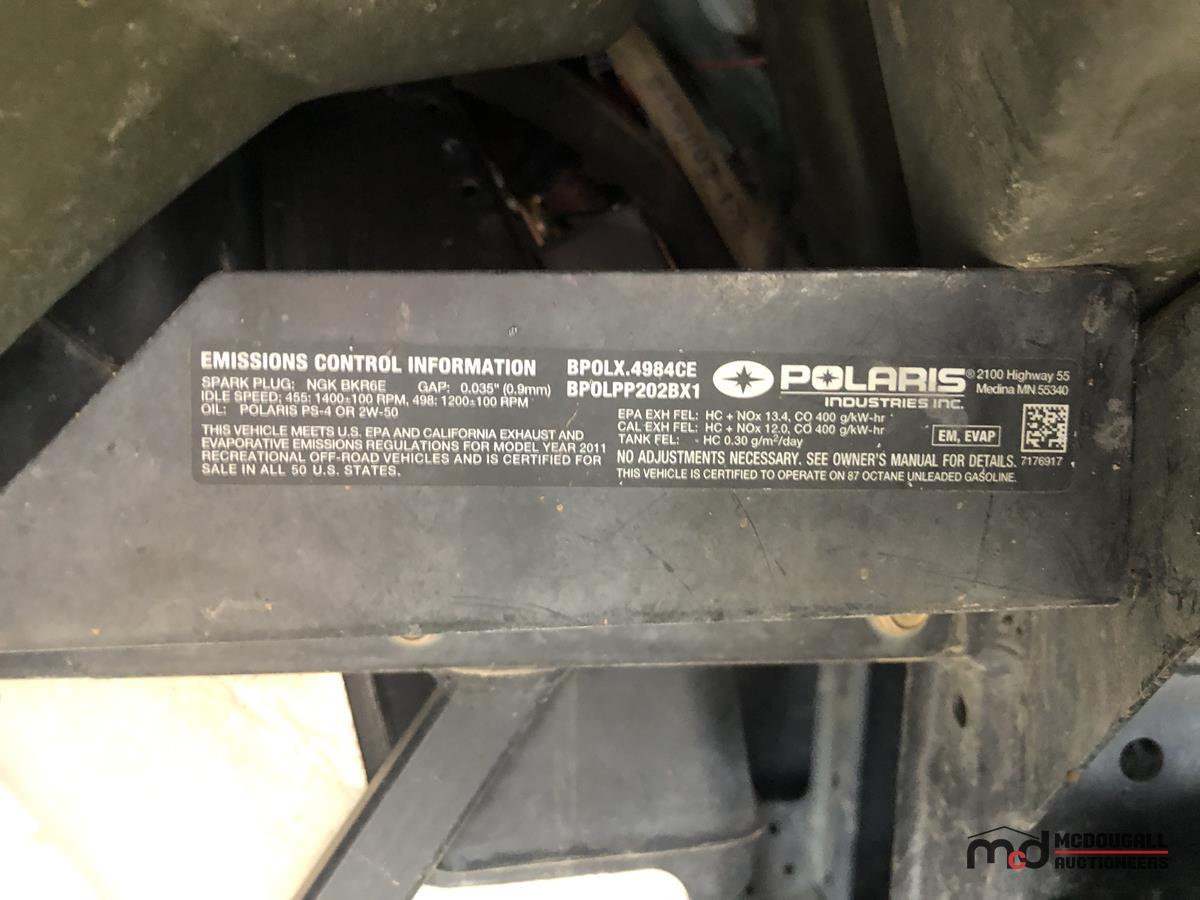 EMISSIONS CONTROL INFORMATION
SPARK PLUG: NGK BKR6E GAP: 0.035" (0.9mm)
IDLE SPEED: 455: 1400±100 RPM, 498: 1200±100 RPM
OIL: POLARIS PS-4 OR 2W-50
THIS VEHICLE MEETS U.S. EPA AND CALIFORNIA EXHAUST AND
EVAPORATIVE EMISSIONS REGULATIONS FOR MODEL YEAR 2011
RECREATIONAL OFF-ROAD VEHICLES AND IS CERTIFIED FOR
SALE IN ALL 50 U.S. STATES.
BPOLX.4984CE
BPOLPP202BX1
POLARIS®
INDUSTRIES INC.
2100 Highway 55
Medina MN 55340
EPA EXH FEL: HC + NOx 13.4, CO 400 g/kW-hr
CAL EXH FEL: HC + NOx 12.0, CO 400 g/kW-hr
TANK FEL: HC 0.30 g/m²/day
EM, EVAP
NO ADJUSTMENTS NECESSARY. SEE OWNER'S MANUAL FOR DETAILS. 7176917
THIS VEHICLE IS CERTIFIED TO OPERATE ON 87 OCTANE UNLEADED GASOLINE.
mcd MCDOUGALL
AUCTIONEERS